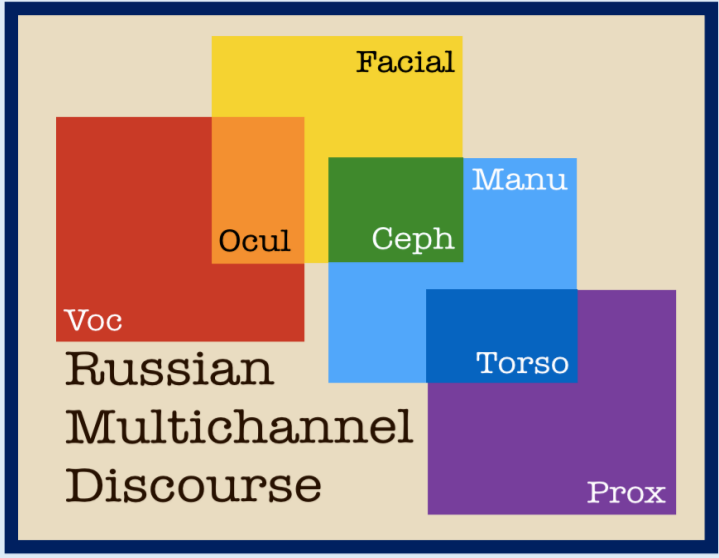 Facial
Manu
Ocul
Ceph
Voc
Torso
Russian
Multichannel
Discourse
Prox